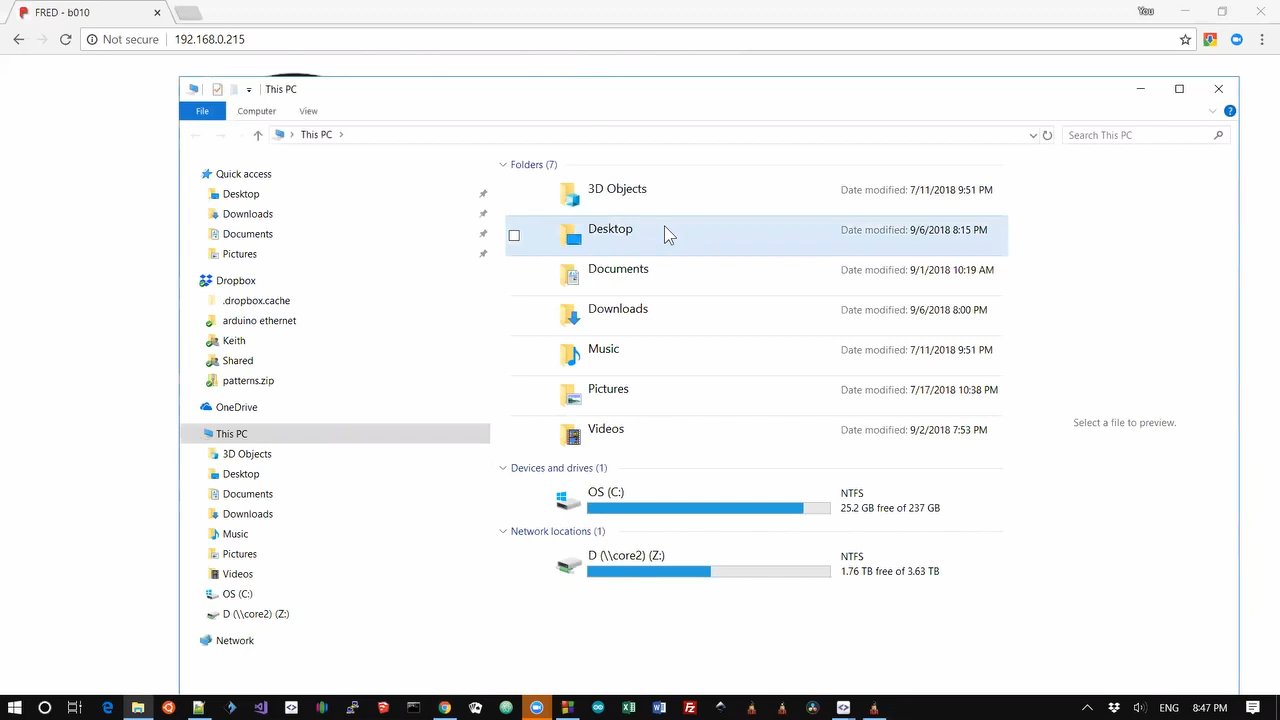 FRED - b010
You
Not secure
192.168.0.215
This PC
File
Computer
View
This PC
Search This PC
Quick access
Desktop
Downloads
Documents
Pictures
Dropbox
.dropbox.cache
arduino ethernet
Keith
Shared
patterns.zip
OneDrive
This PC
3D Objects
Desktop
Documents
Downloads
Music
Pictures
Videos
OS (C:)
D (\\core2) (Z:)
Network
Folders (7)
3D Objects
Date modified: 7/11/2018 9:51 PM
Desktop
Date modified: 9/6/2018 8:15 PM
Documents
Date modified: 9/1/2018 10:19 AM
Downloads
Date modified: 9/6/2018 8:00 PM
Music
Date modified: 7/11/2018 9:51 PM
Pictures
Date modified: 7/17/2018 10:38 PM
Videos
Date modified: 9/2/2018 7:53 PM
Devices and drives (1)
OS (C:)
NTFS
25.2 GB free of 237 GB
Network locations (1)
D (\\core2) (Z:)
NTFS
1.76 TB free of 3.63 TB
Select a file to preview.
ENG
8:47 PM